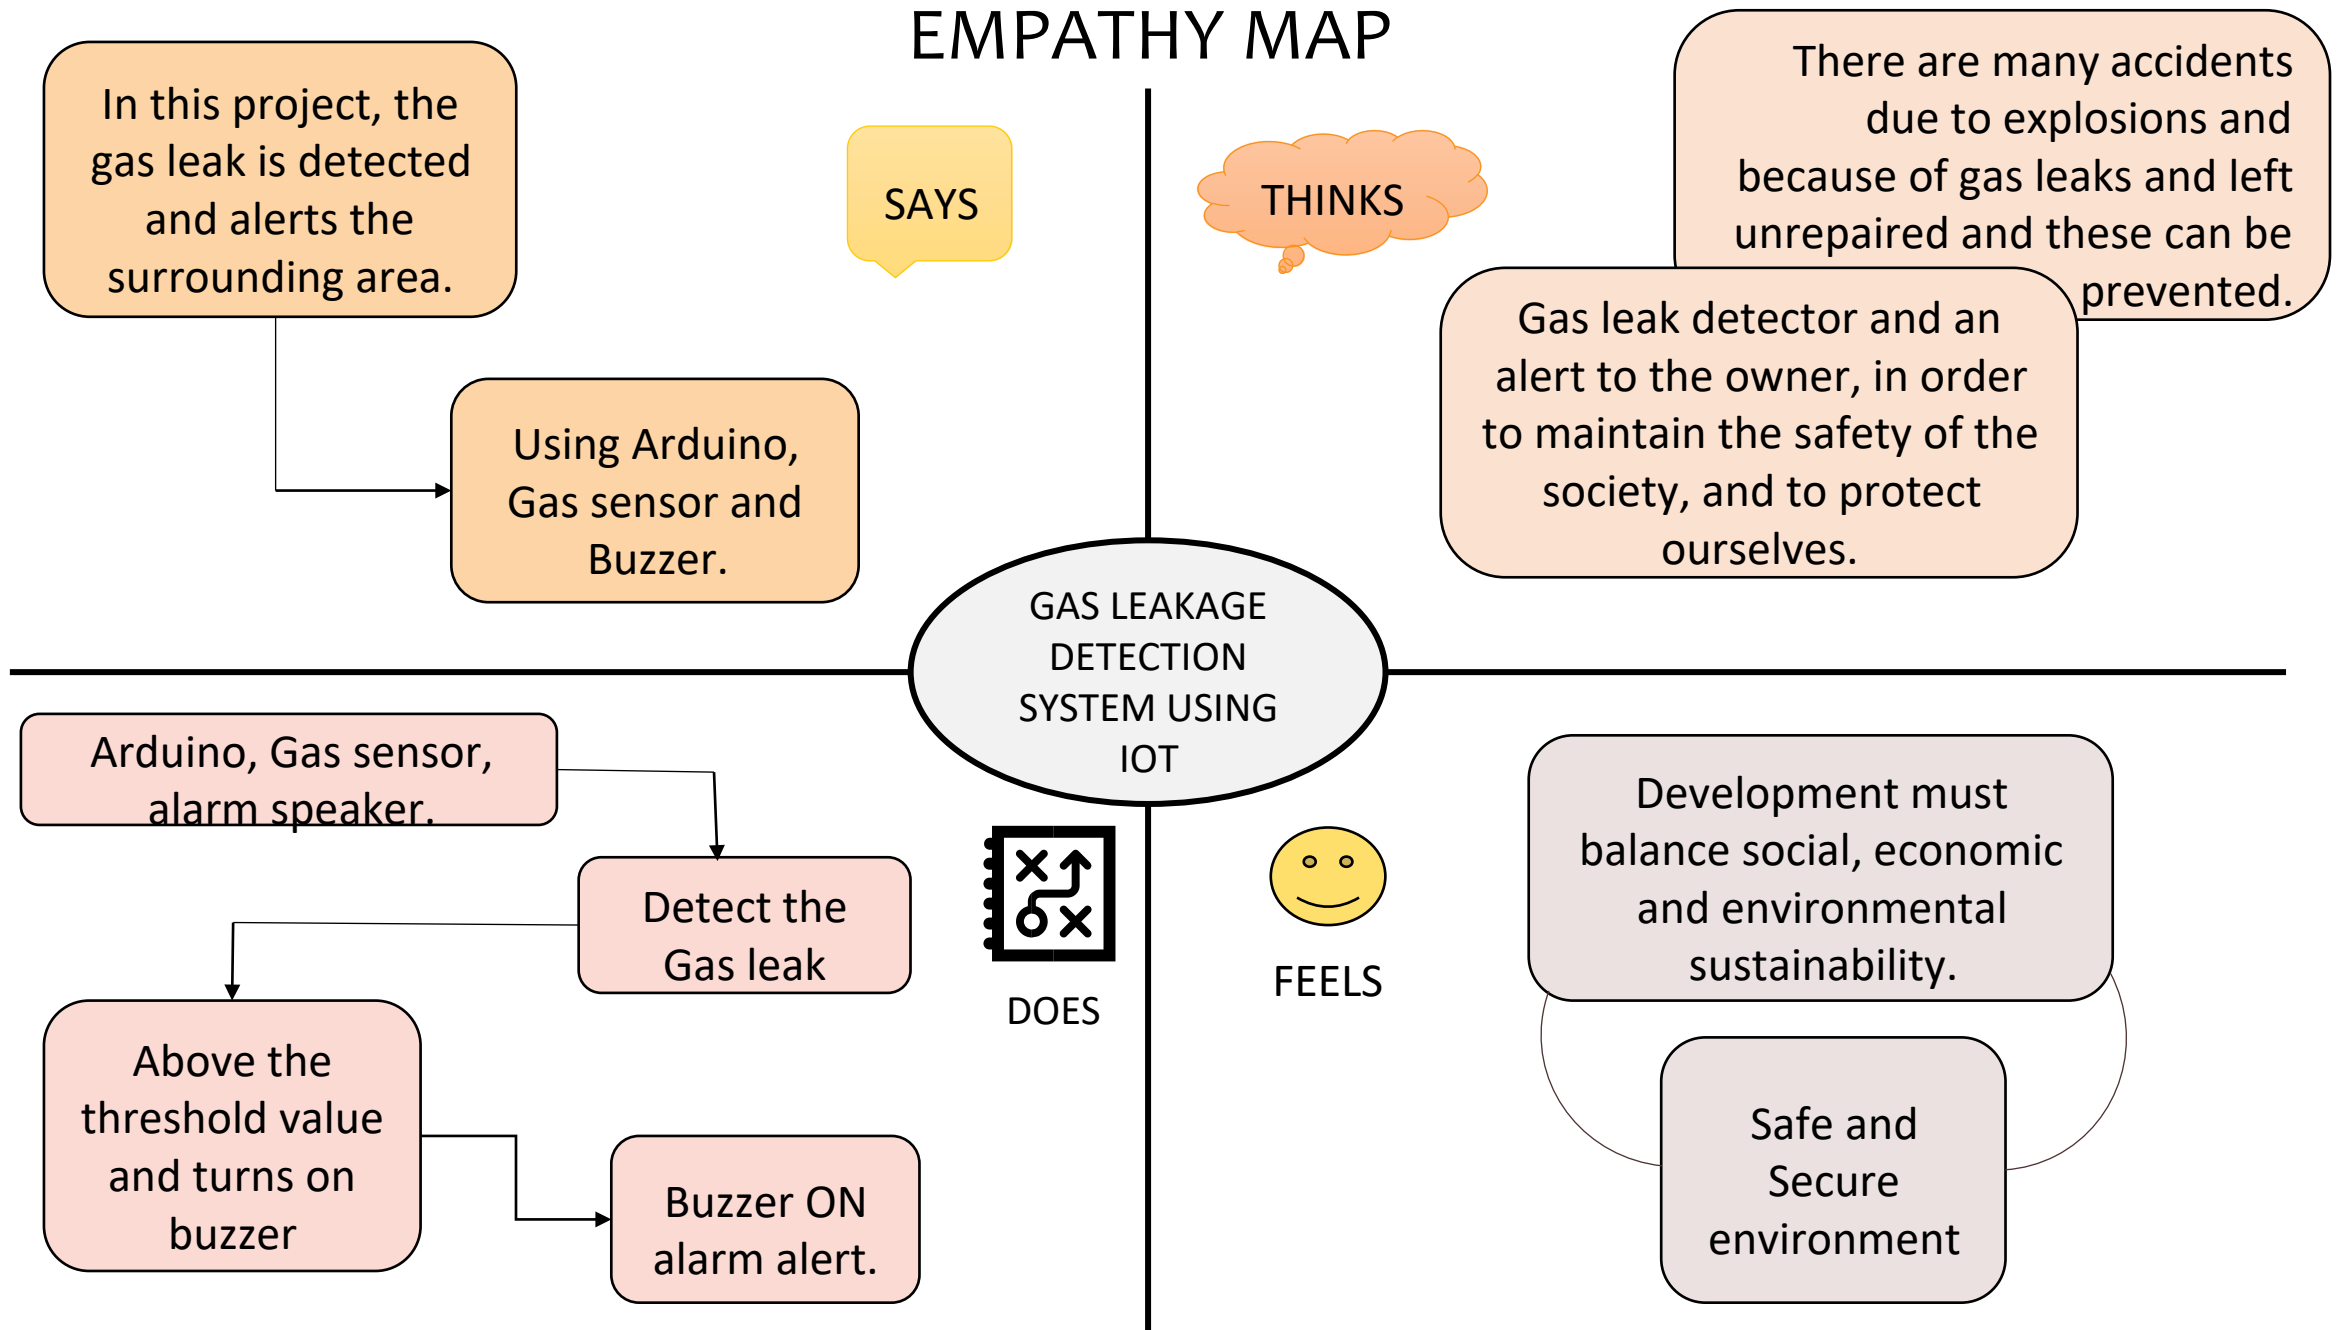 EMPATHY MAP
In this project, the
gas leak is detected
and alerts the
surrounding area.
SAYS
Using Arduino,
Gas sensor and
Buzzer.
THINKS
There are many accidents
due to explosions and
because of gas leaks and left
unrepaired and these can be
prevented.
Gas leak detector and an
alert to the owner, in order
to maintain the safety of the
society, and to protect
ourselves.
GAS LEAKAGE
DETECTION
SYSTEM USING
IOT
Arduino, Gas sensor,
alarm speaker.
Detect the
Gas leak
Above the
threshold value
and turns on
buzzer
Buzzer ON
alarm alert.
DOES
FEELS
Development must
balance social, economic
and environmental
sustainability.
Safe and
Secure
environment